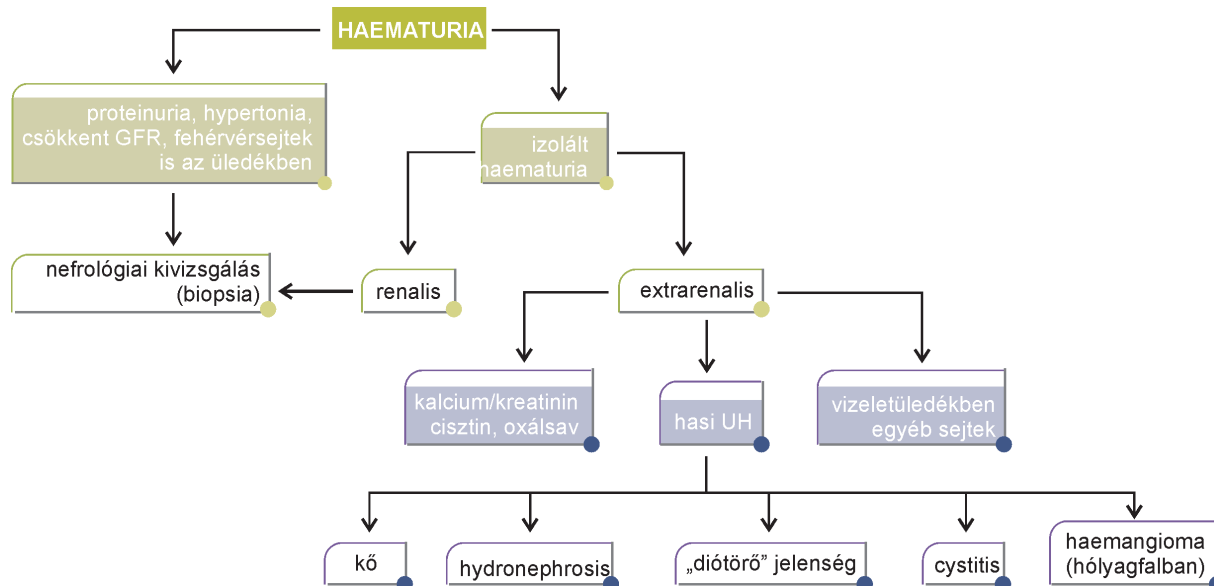 HAEMATURIA
proteinuria, hypertonia,
csökkent GFR, fehérvérsejtek
is az üledékben
izolált
haematuria
nefrológiai kivizsgálás
(biopsia)
renalis
extrarenalis
kalcium/kreatinin
cisztin, oxálsav
hasi UH
vizeletüledékben
egyéb sejtek
kő
hydronephrosis
„diótörő” jelenség
cystitis
haemangioma
(hólyagfalban)